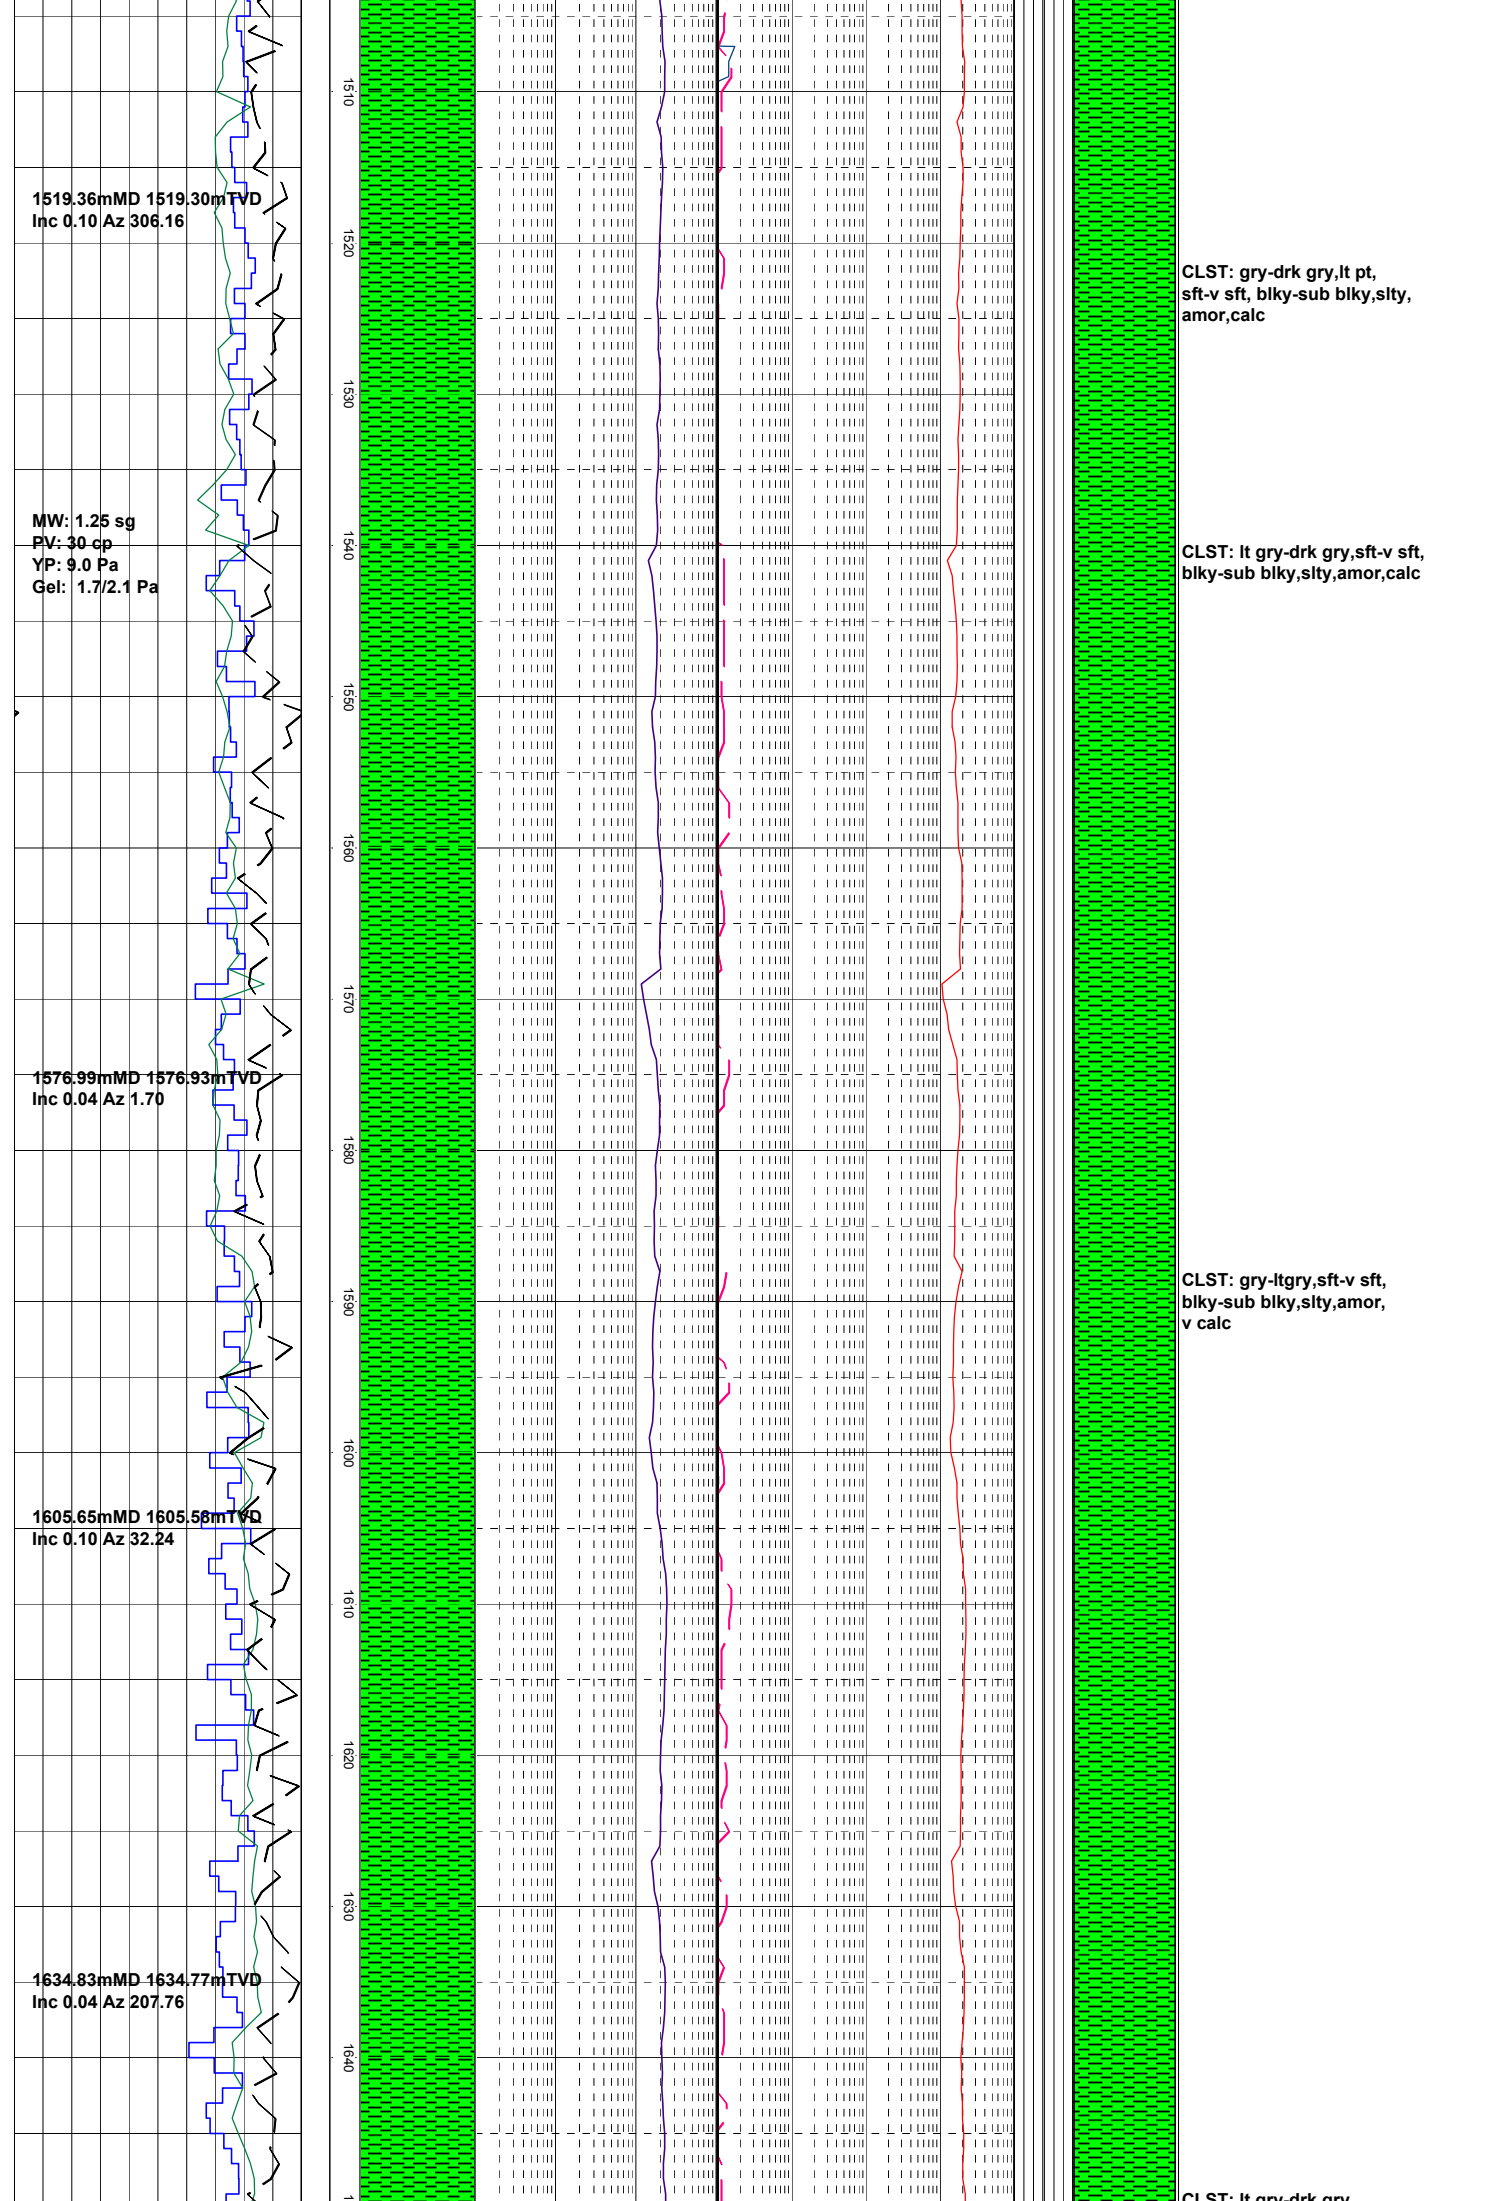 1510
1519.36mMD 1519.30mTVD
Inc 0.10 Az 306.16
1520
CLST: gry-drk gry,lt pt,
sft-v sft, blky-sub blky,slty,
amor,calc
1530
MW: 1.25 sg
PV: 30 cp
YP: 9.0 Pa
Gel: 1.7/2.1 Pa
1540
CLST: lt gry-drk gry,sft-v sft,
blky-sub blky,slty,amor,calc
1550
1560
1570
1576.99mMD 1576.93mTVD
Inc 0.04 Az 1.70
1580
CLST: gry-ltgry,sft-v sft,
blky-sub blky,slty,amor,
v calc
1590
1600
1605.65mMD 1605.58mTVD
Inc 0.10 Az 32.24
1610
1620
1630
1634.83mMD 1634.77mTVD
Inc 0.04 Az 207.76
1640
CLST: lt gry-drk gry